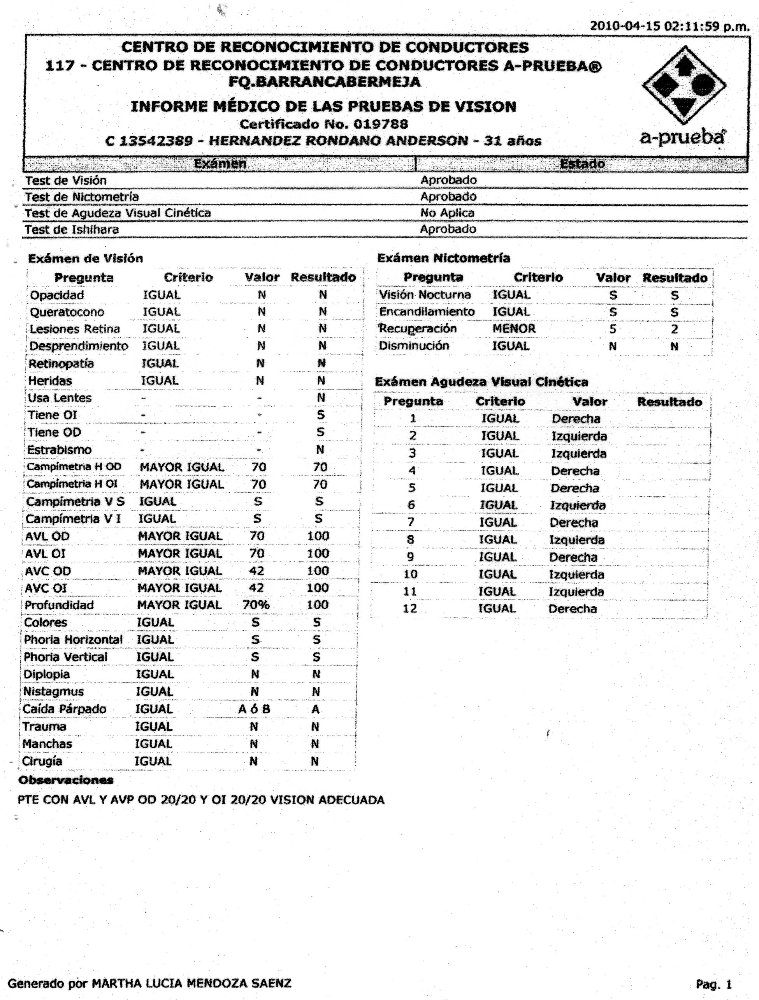 2010-04-15 02:11:59 p.m.
CENTRO DE RECONOCIMIENTO DE CONDUCTORES
117 - CENTRO DE RECONOCIMIENTO DE CONDUCTORES A-PRUEBA®
FQ.BARRANCABERMEJA
INFORME MÉDICO DE LAS PRUEBAS DE VISION
Certificado No. 019788
C 13542389 - HERNANDEZ RONDANO ANDERSON - 31 años
a-prueba®
Exámen Estado
Test de Visión Aprobado
Test de Nictometría Aprobado
Test de Agudeza Visual Cinética No Aplica
Test de Ishihara Aprobado
Exámen de Visión
Pregunta Criterio Valor Resultado
Opacidad IGUAL N N
Queratocono IGUAL N N
Lesiones Retina IGUAL N N
Desprendimiento IGUAL N N
Retinopatía IGUAL N N
Heridas IGUAL N N
Usa Lentes - - N
Tiene OI - - S
Tiene OD - - S
Estrabismo - - N
Campímetria H OD MAYOR IGUAL 70 70
Campímetria H OI MAYOR IGUAL 70 70
Campímetria V S IGUAL S S
Campímetria V I IGUAL S S
AVL OD MAYOR IGUAL 70 100
AVL OI MAYOR IGUAL 70 100
AVC OD MAYOR IGUAL 42 100
AVC OI MAYOR IGUAL 42 100
Profundidad MAYOR IGUAL 70% 100
Colores IGUAL S S
Phoria Horizontal IGUAL S S
Phoria Vertical IGUAL S S
Diplopia IGUAL N N
Nistagmus IGUAL N N
Caída Párpado IGUAL A ó B A
Trauma IGUAL N N
Manchas IGUAL N N
Cirugía IGUAL N N
Exámen Nictometría
Pregunta Criterio Valor Resultado
Visión Nocturna IGUAL S S
Encandilamiento IGUAL S S
Recuperación MENOR 5 2
Disminución IGUAL N N
Exámen Agudeza Visual Cinética
Pregunta Criterio Valor Resultado
1 IGUAL Derecha
2 IGUAL Izquierda
3 IGUAL Izquierda
4 IGUAL Derecha
5 IGUAL Derecha
6 IGUAL Izquierda
7 IGUAL Derecha
8 IGUAL Izquierda
9 IGUAL Derecha
10 IGUAL Izquierda
11 IGUAL Izquierda
12 IGUAL Derecha
Observaciones
PTE CON AVL Y AVP OD 20/20 Y OI 20/20 VISION ADECUADA
Generado por MARTHA LUCIA MENDOZA SAENZ Pag. 1